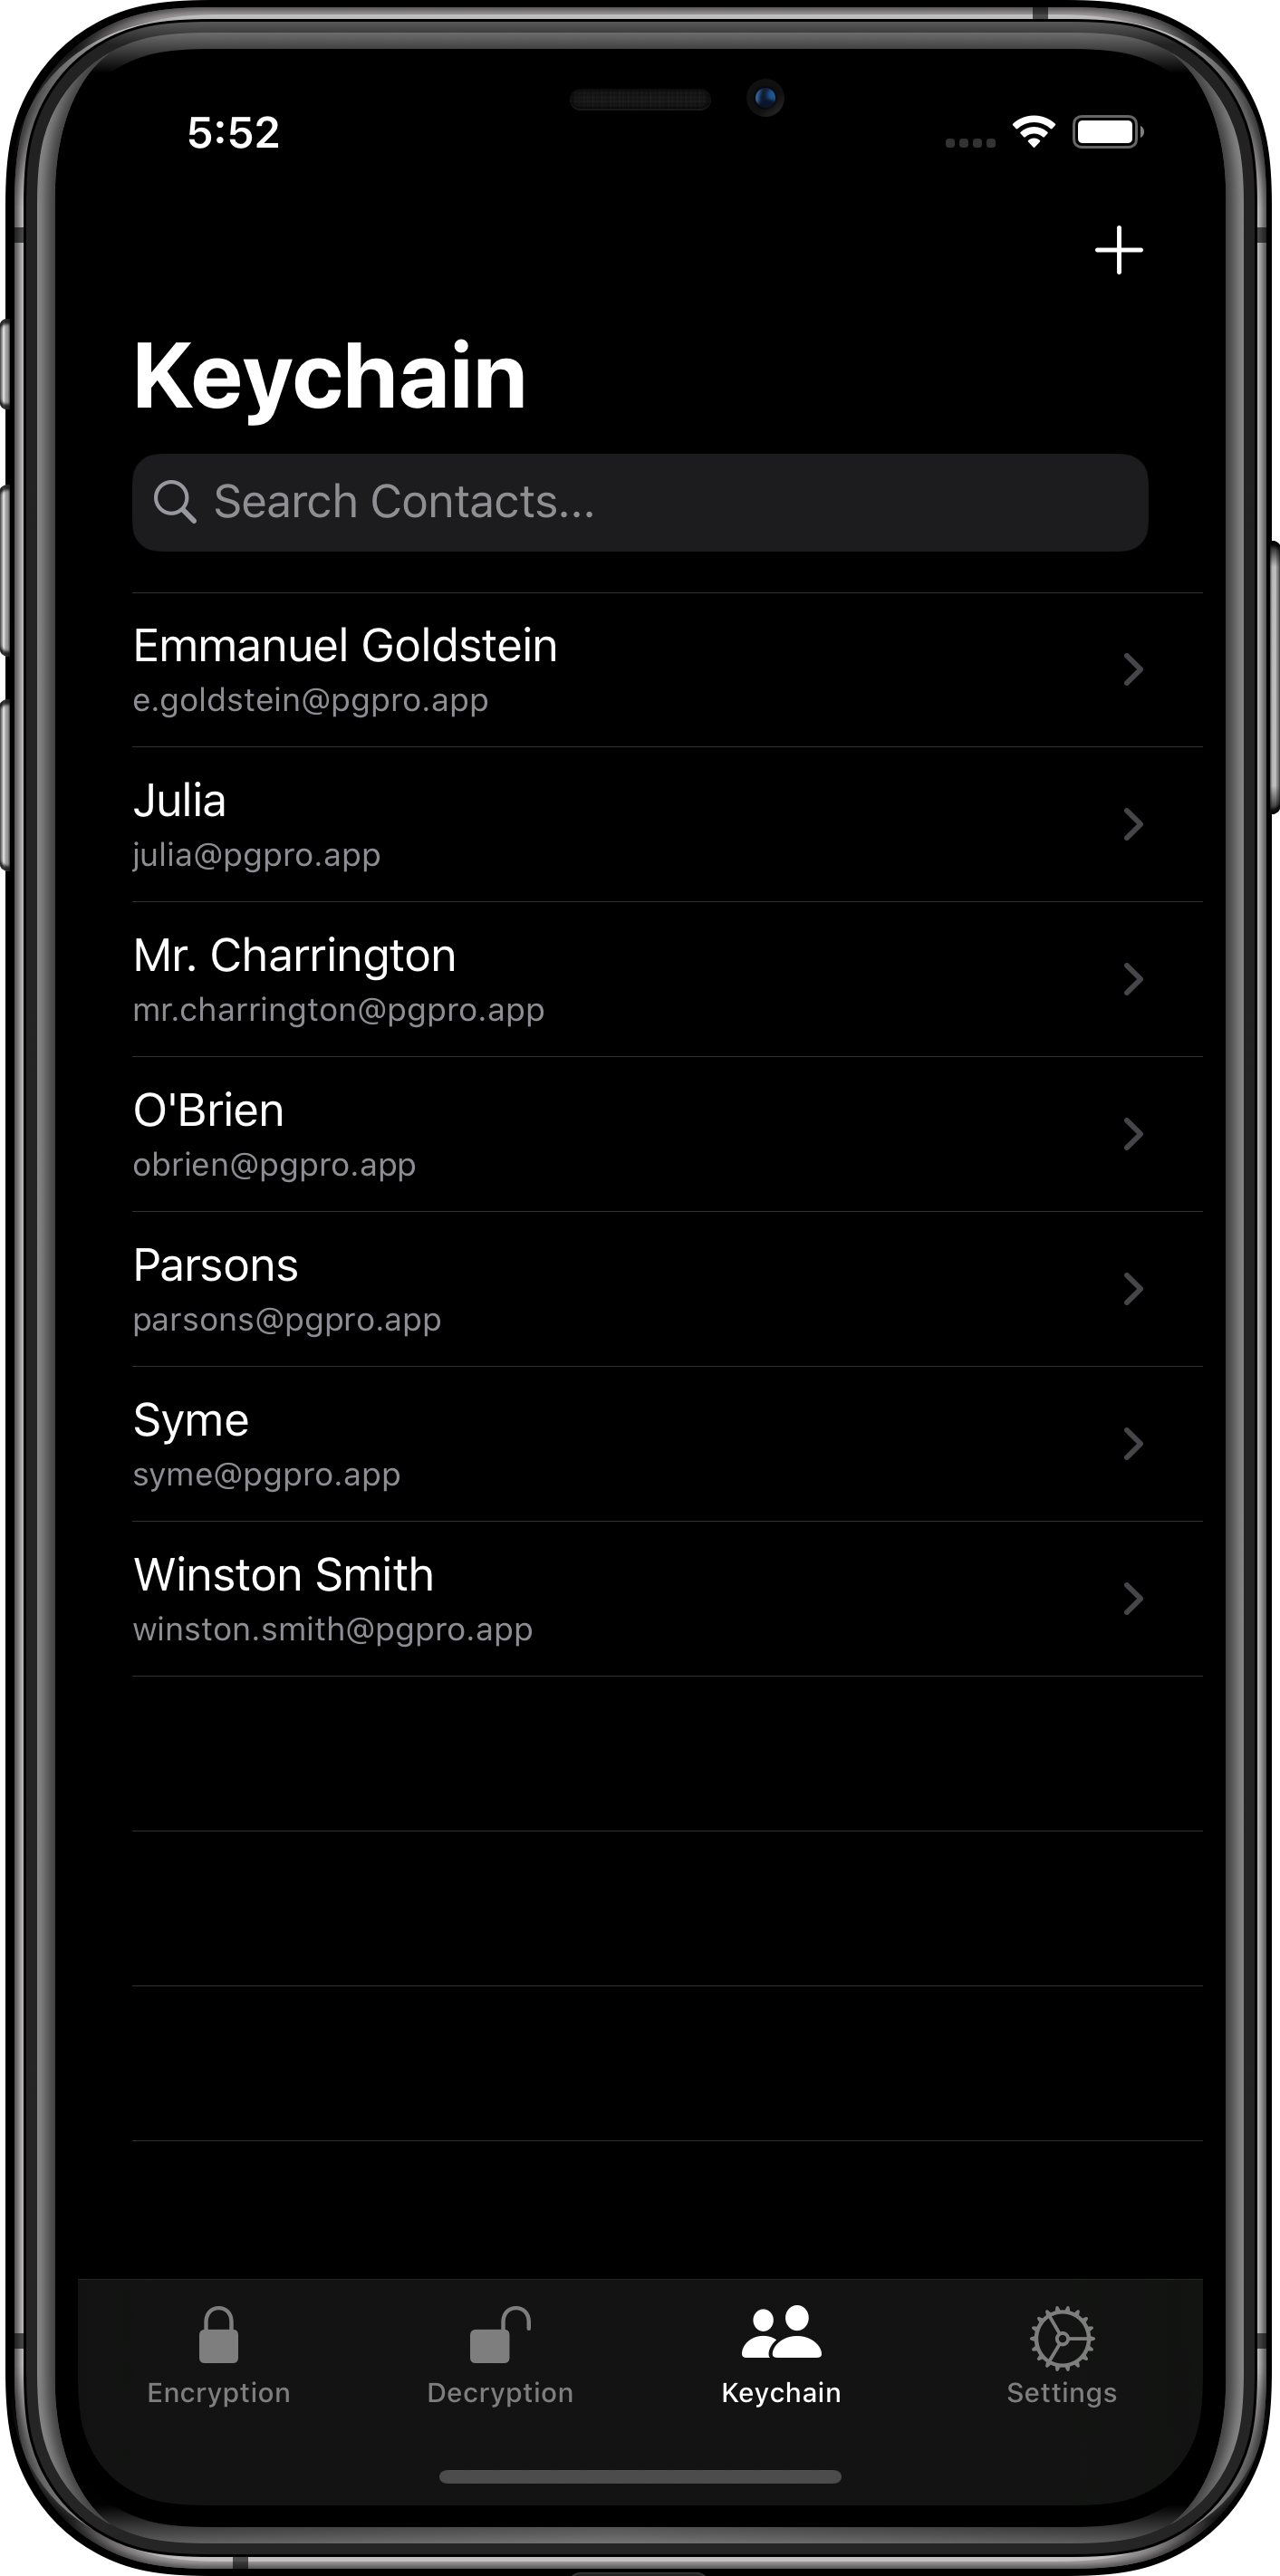 5:52
Keychain
Search Contacts...
Emmanuel Goldstein
e.goldstein@pgpro.app
Julia
julia@pgpro.app
Mr. Charrington
mr.charrington@pgpro.app
O'Brien
obrien@pgpro.app
Parsons
parsons@pgpro.app
Syme
syme@pgpro.app
Winston Smith
winston.smith@pgpro.app
Encryption
Decryption
Keychain
Settings